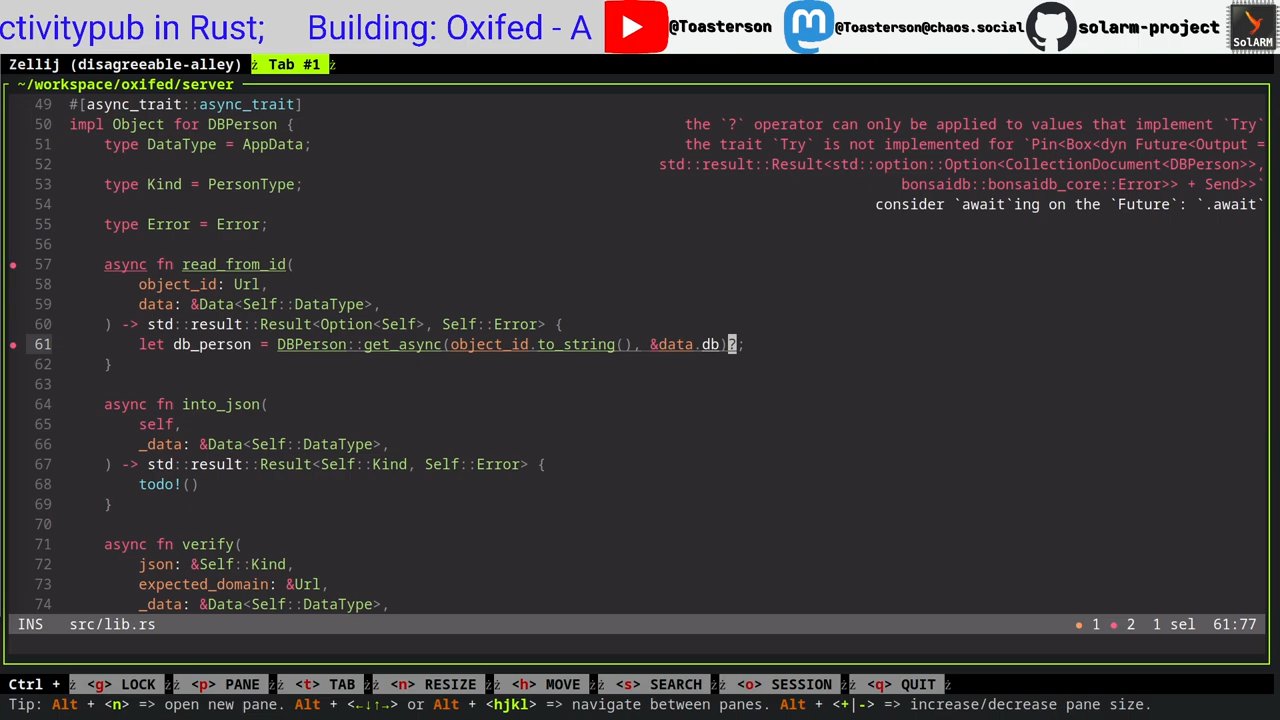 ctivitypub in Rust;    Building: Oxifed - A
@Toasterson
@Toasterson@chaos.social
solarm-project
SolARM
Zellij (disagreeable-alley)  Tab #1
~/workspace/oxifed/server
49 #[async_trait::async_trait]
50 impl Object for DBPerson {
the `?` operator can only be applied to values that implement `Try`
51     type DataType = AppData;
the trait `Try` is not implemented for `Pin<Box<dyn Future<Output =
52
std::result::Result<std::option::Option<CollectionDocument<DBPerson>>,
53     type Kind = PersonType;
bonsaidb::bonsaidb_core::Error>> + Send>>`
54
consider `await`ing on the `Future`: `.await`
55     type Error = Error;
56
57     async fn read_from_id(
58         object_id: Url,
59         data: &Data<Self::DataType>,
60     ) -> std::result::Result<Option<Self>, Self::Error> {
61         let db_person = DBPerson::get_async(object_id.to_string(), &data.db)?;
62     }
63
64     async fn into_json(
65         self,
66         _data: &Data<Self::DataType>,
67     ) -> std::result::Result<Self::Kind, Self::Error> {
68         todo!()
69     }
70
71     async fn verify(
72         json: &Self::Kind,
73         expected_domain: &Url,
74         _data: &Data<Self::DataType>,
INS  src/lib.rs  ● 1 ● 2  1 sel  61:77
Ctrl + ż <g> LOCK ż <p> PANE ż <t> TAB ż <n> RESIZE ż <h> MOVE ż <s> SEARCH ż <o> SESSION ż <q> QUIT ż
Tip: Alt + <n> => open new pane. Alt + <←↓↑→> or Alt + <hjkl> => navigate between panes. Alt + <+|-> => increase/decrease pane size.